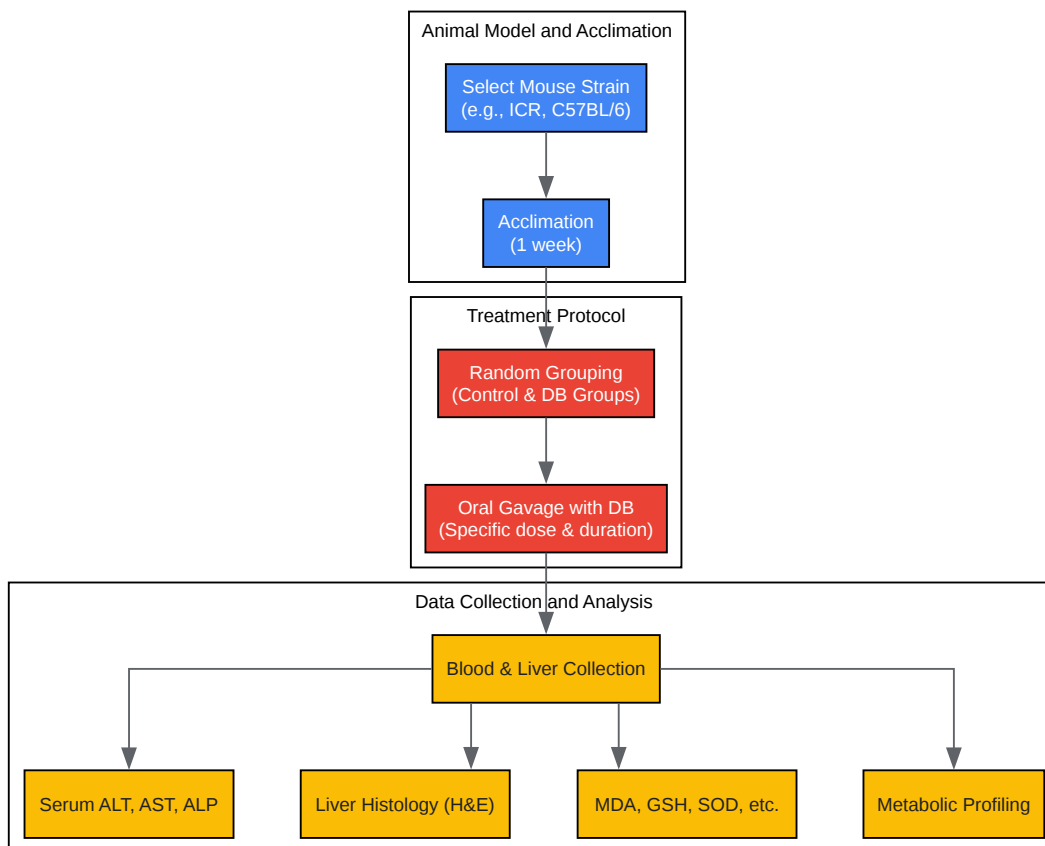 Animal Model and Acclimation
Select Mouse Strain
(e.g., ICR, C57BL/6)
Acclimation
(1 week)
Treatment Protocol
Random Grouping
(Control & DB Groups)
Oral Gavage with DB
(Specific dose & duration)
Data Collection and Analysis
Blood & Liver Collection
Serum ALT, AST, ALP
Liver Histology (H&E)
MDA, GSH, SOD, etc.
Metabolic Profiling